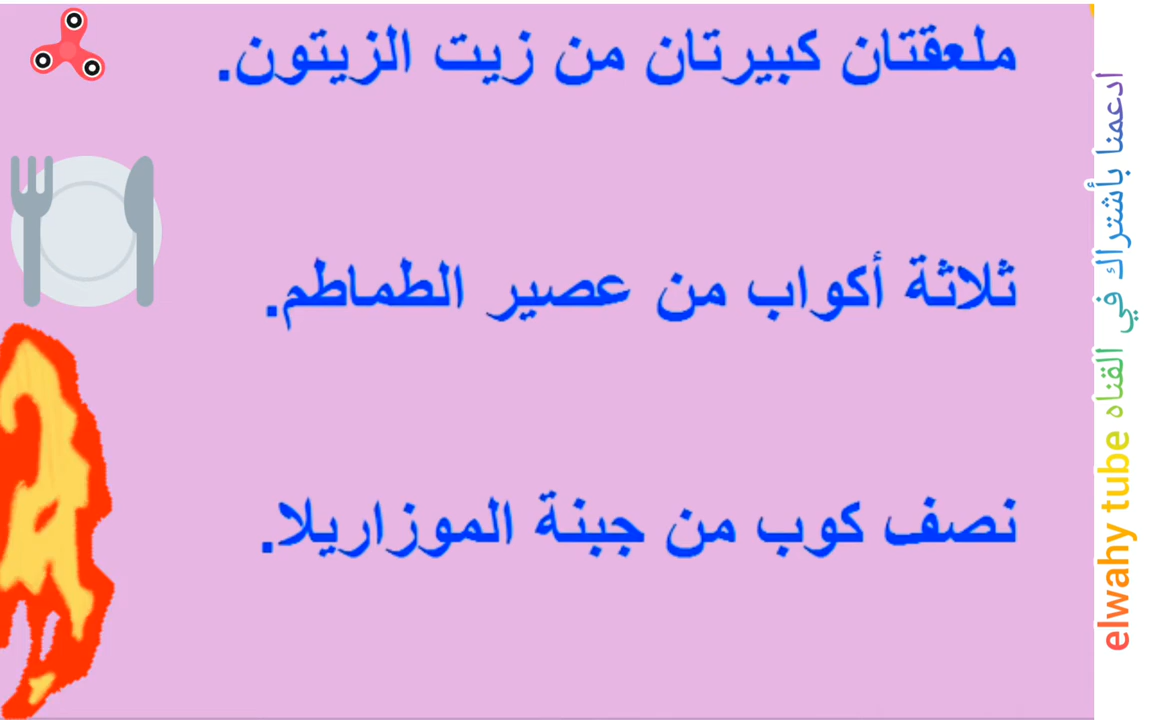 ملعقتان كبيرتان من زيت الزيتون.
ثلاثة أكواب من عصير الطماطم.
نصف كوب من جبنة الموزاريلا.
ادعمنا بأشتراك في القناه elwahy tube